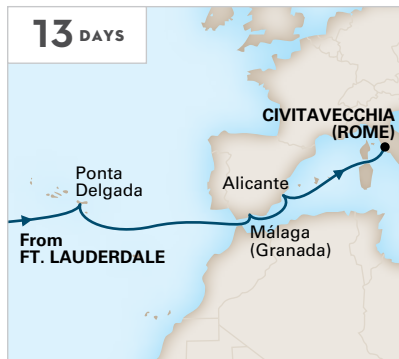 13 DAYS
CIVITAVECCHIA
(ROME)
Ponta
Delgada
Alicante
From
FT. LAUDERDALE
Málaga
(Granada)